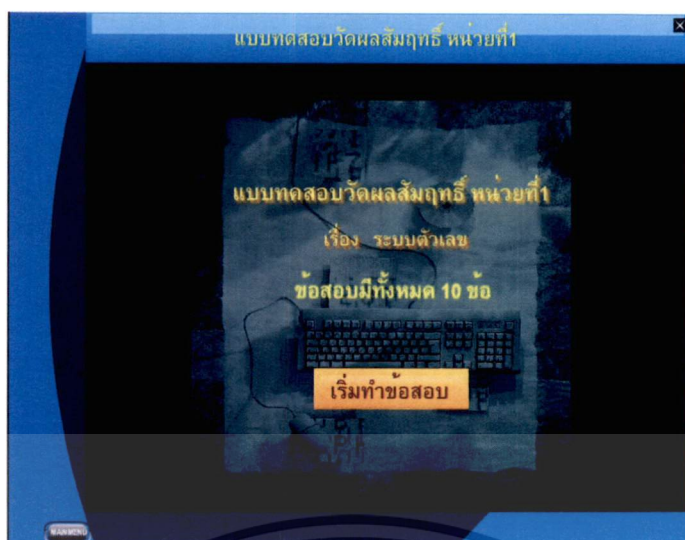 แบบทดสอบวัดผลสัมฤทธิ์ หน่วยที่1
แบบทดสอบวัดผลสัมฤทธิ์ หน่วยที่1
เรื่อง ระบบตัวเลข
ข้อสอบมีทั้งหมด 10 ข้อ
เริ่มทำข้อสอบ
MAINMENU